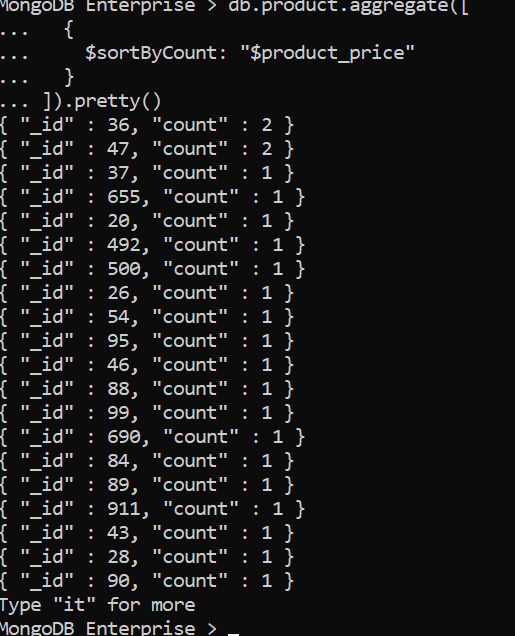 MongoDB Enterprise > db.product.aggregate([
...   {
...     $sortByCount: "$product_price"
...   }
... ]).pretty()
{ "_id" : 36, "count" : 2 }
{ "_id" : 47, "count" : 2 }
{ "_id" : 37, "count" : 1 }
{ "_id" : 655, "count" : 1 }
{ "_id" : 20, "count" : 1 }
{ "_id" : 492, "count" : 1 }
{ "_id" : 500, "count" : 1 }
{ "_id" : 26, "count" : 1 }
{ "_id" : 54, "count" : 1 }
{ "_id" : 95, "count" : 1 }
{ "_id" : 46, "count" : 1 }
{ "_id" : 88, "count" : 1 }
{ "_id" : 99, "count" : 1 }
{ "_id" : 690, "count" : 1 }
{ "_id" : 84, "count" : 1 }
{ "_id" : 89, "count" : 1 }
{ "_id" : 911, "count" : 1 }
{ "_id" : 43, "count" : 1 }
{ "_id" : 28, "count" : 1 }
{ "_id" : 90, "count" : 1 }
Type "it" for more
MongoDB Enterprise > _